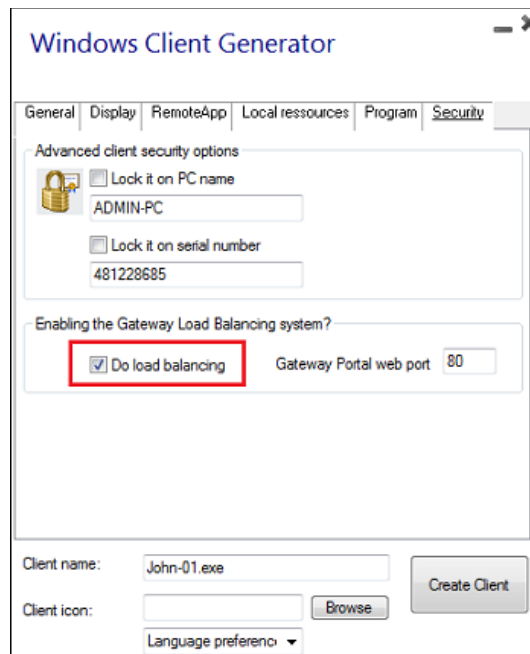 Windows Client Generator
General Display RemoteApp Local ressources Program Security
Advanced client security options
Lock it on PC name
ADMIN-PC
Lock it on serial number
481228685
Enabling the Gateway Load Balancing system?
Do load balancing Gateway Portal web port 80
Client name: John-01.exe
Create Client
Client icon: Browse
Language preferenc